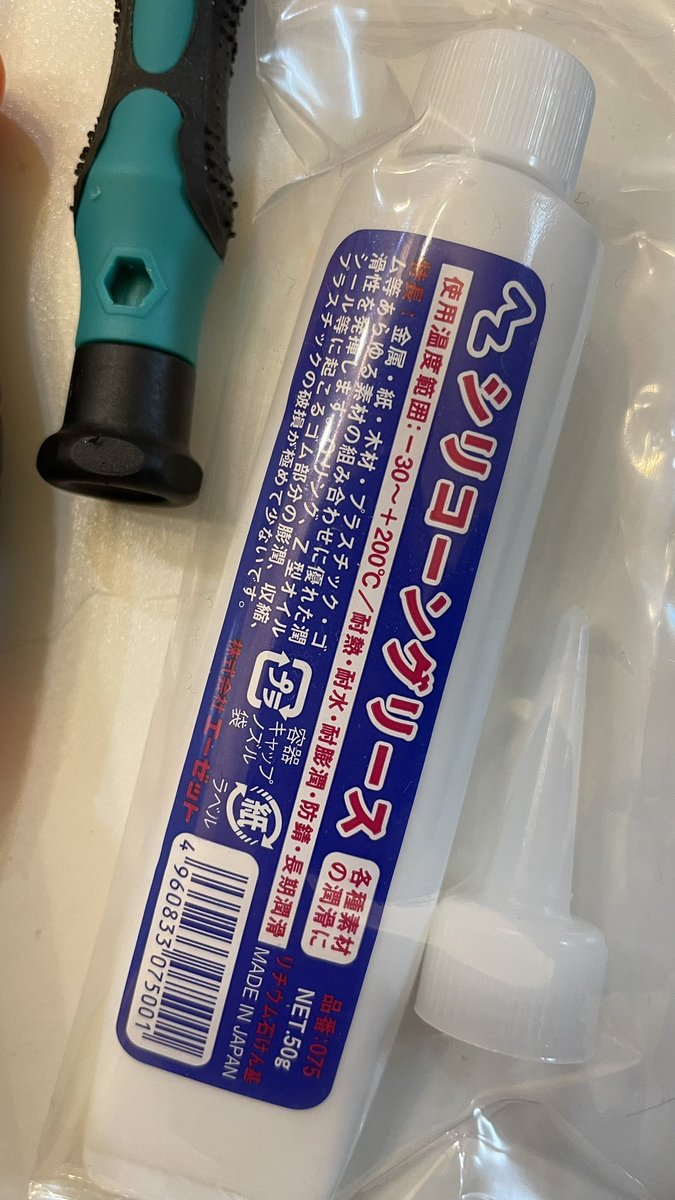 シリコーングリース
各種素材
の潤滑に
使用温度範囲：－30～＋200℃／耐熱・耐水・耐膨潤・防錆・長期潤滑
特長：金属・紙・木材・プラスチック・ゴ
ム等あらゆる素材の組み合わせに優れた潤
滑性を発揮します。Oリング、Z型オイル
シール等に起こるゴム部分の膨潤、収縮、
プラスチックの破損が極めて少ないです。
プラ
容器
キャップ
ノズル
袋
紙
ラベル
株式会社エーゼット
品番：075
NET.50g
リチウム石けん基
MADE IN JAPAN
4960833075001